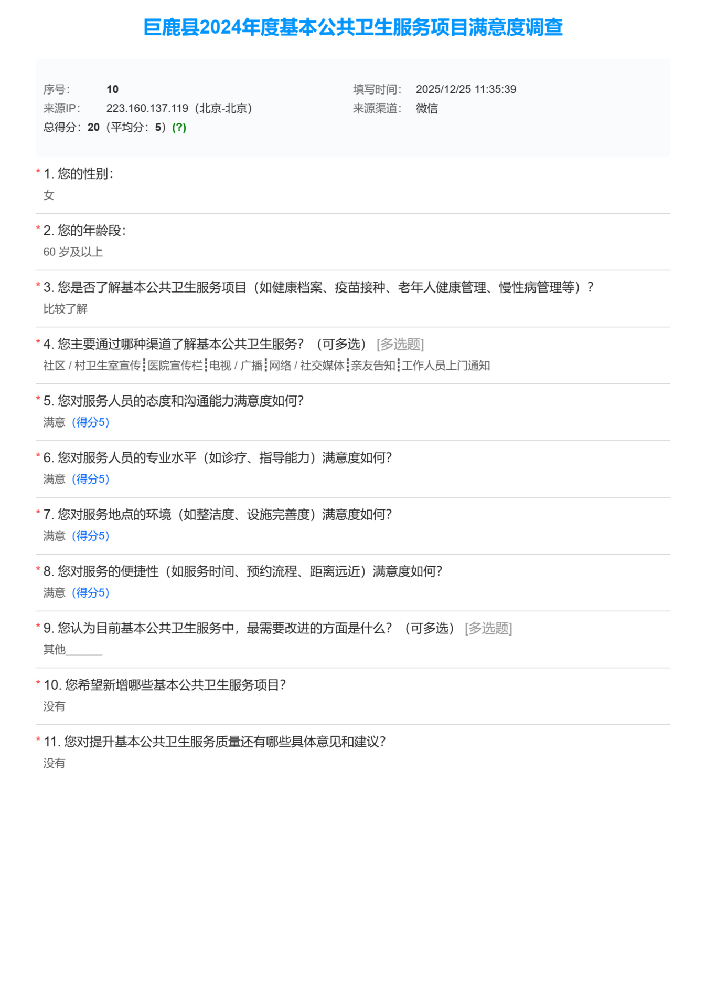 巨鹿县2024年度基本公共卫生服务项目满意度调查
序号： 10 填写时间： 2025/12/25 11:35:39
来源IP： 223.160.137.119（北京-北京） 来源渠道： 微信
总得分：20（平均分：5）(?)
* 1. 您的性别：
女
* 2. 您的年龄段：
60 岁及以上
* 3. 您是否了解基本公共卫生服务项目（如健康档案、疫苗接种、老年人健康管理、慢性病管理等）？
比较了解
* 4. 您主要通过哪种渠道了解基本公共卫生服务？（可多选） [多选题]
社区 / 村卫生室宣传┋医院宣传栏┋电视 / 广播┋网络 / 社交媒体┋亲友告知┋工作人员上门通知
* 5. 您对服务人员的态度和沟通能力满意度如何？
满意（得分5）
* 6. 您对服务人员的专业水平（如诊疗、指导能力）满意度如何？
满意（得分5）
* 7. 您对服务地点的环境（如整洁度、设施完善度）满意度如何？
满意（得分5）
* 8. 您对服务的便捷性（如服务时间、预约流程、距离远近）满意度如何？
满意（得分5）
* 9. 您认为目前基本公共卫生服务中，最需要改进的方面是什么？（可多选） [多选题]
其他______
* 10. 您希望新增哪些基本公共卫生服务项目？
没有
* 11. 您对提升基本公共卫生服务质量还有哪些具体意见和建议？
没有